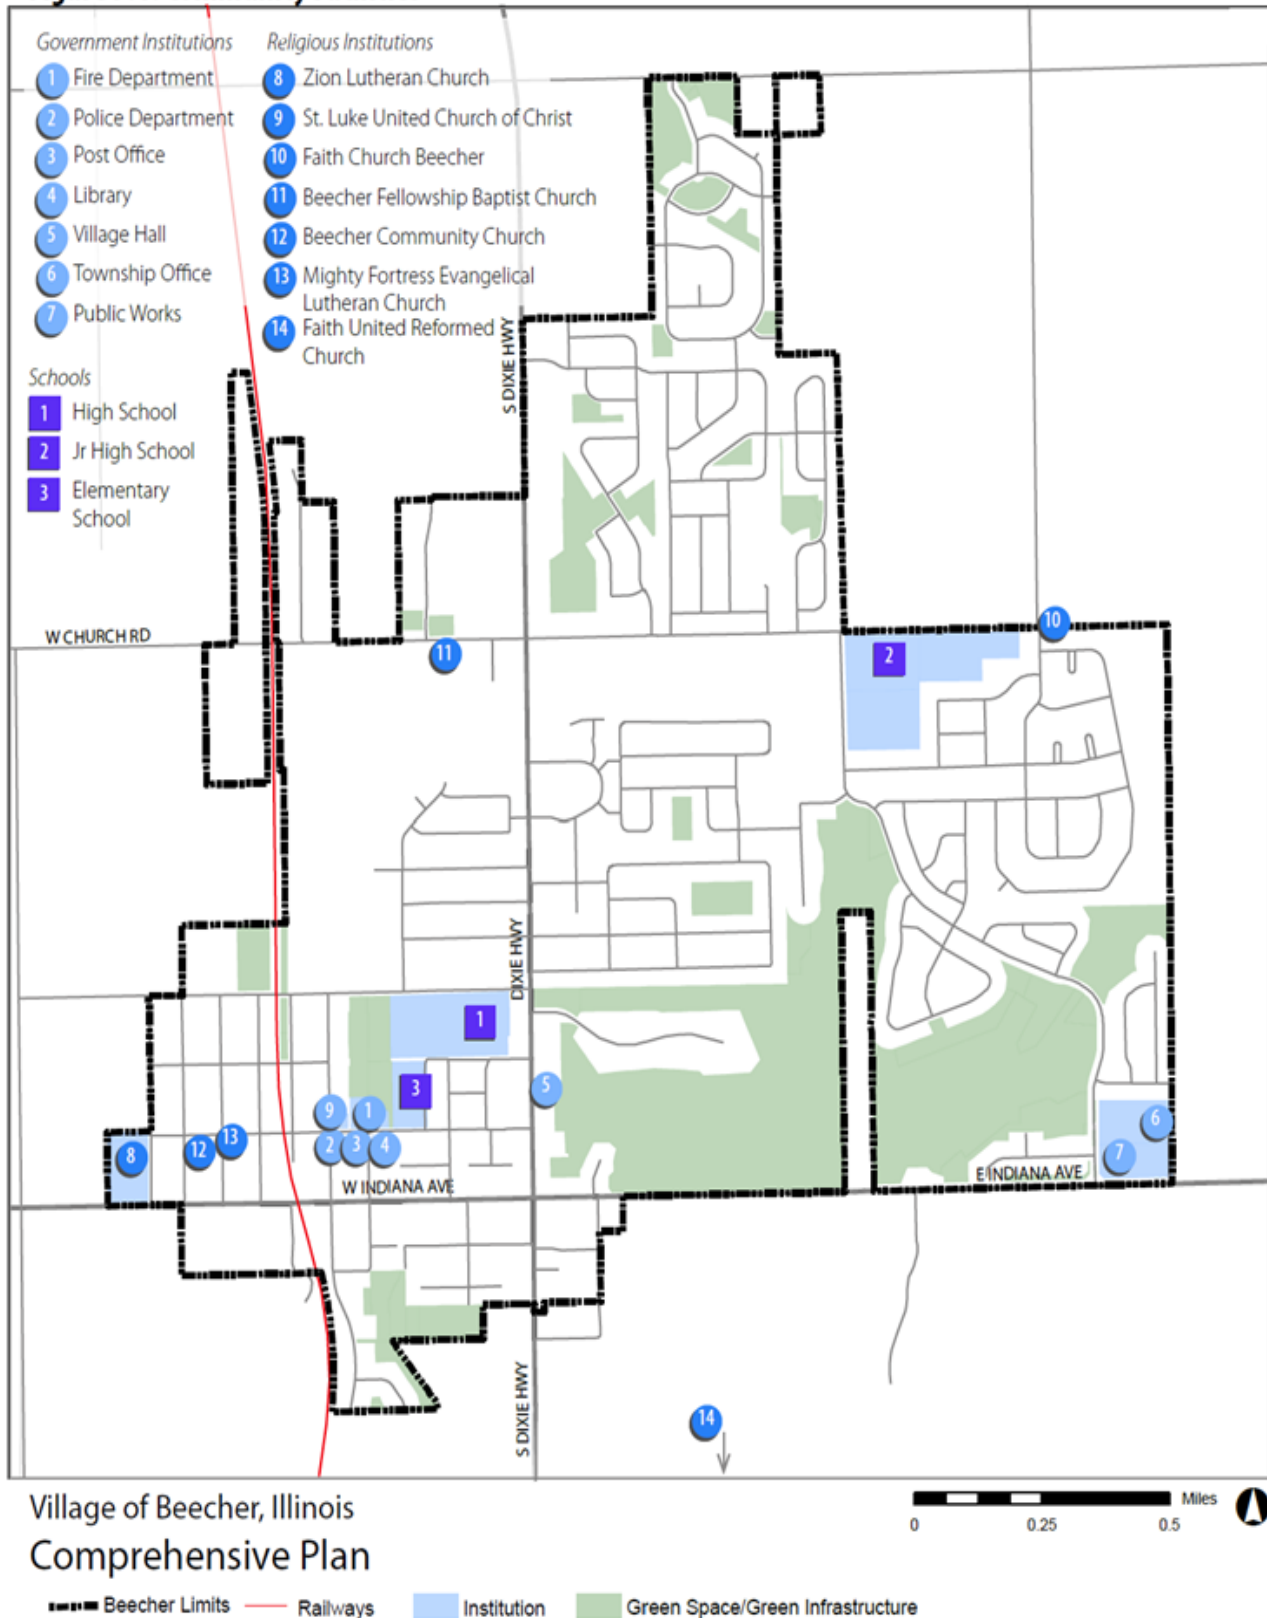 Government Institutions
1 Fire Department
2 Police Department
3 Post Office
4 Library
5 Village Hall
6 Township Office
7 Public Works
Religious Institutions
8 Zion Lutheran Church
9 St. Luke United Church of Christ
10 Faith Church Beecher
11 Beecher Fellowship Baptist Church
12 Beecher Community Church
13 Mighty Fortress Evangelical
Lutheran Church
14 Faith United Reformed
Church
Schools
1 High School
2 Jr High School
3 Elementary
School
S DIXIE HWY
W CHURCH RD
10
11
2
DIXIE HWY
1
3
5
9 1
2 3 4
8
12
13
6
7
W INDIANA AVE
E INDIANA AVE
S DIXIE HWY
14
Village of Beecher, Illinois
Comprehensive Plan
Miles
0 0.25 0.5
Beecher Limits Railways Institution Green Space/Green Infrastructure